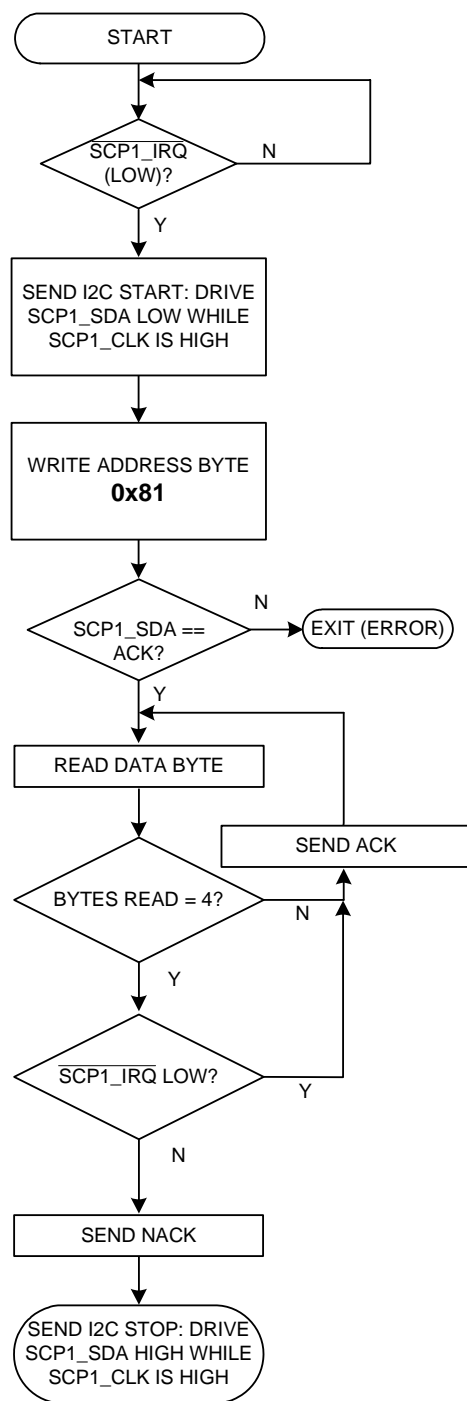 START
SCP1_IRQ
(LOW)?
N
Y
SEND I2C START: DRIVE
SCP1_SDA LOW WHILE
SCP1_CLK IS HIGH
WRITE ADDRESS BYTE
0x81
N
SCP1_SDA ==
ACK?
EXIT (ERROR)
Y
READ DATA BYTE
SEND ACK
BYTES READ = 4?
N
Y
SCP1_IRQ LOW?
Y
N
SEND NACK
SEND I2C STOP: DRIVE
SCP1_SDA HIGH WHILE
SCP1_CLK IS HIGH